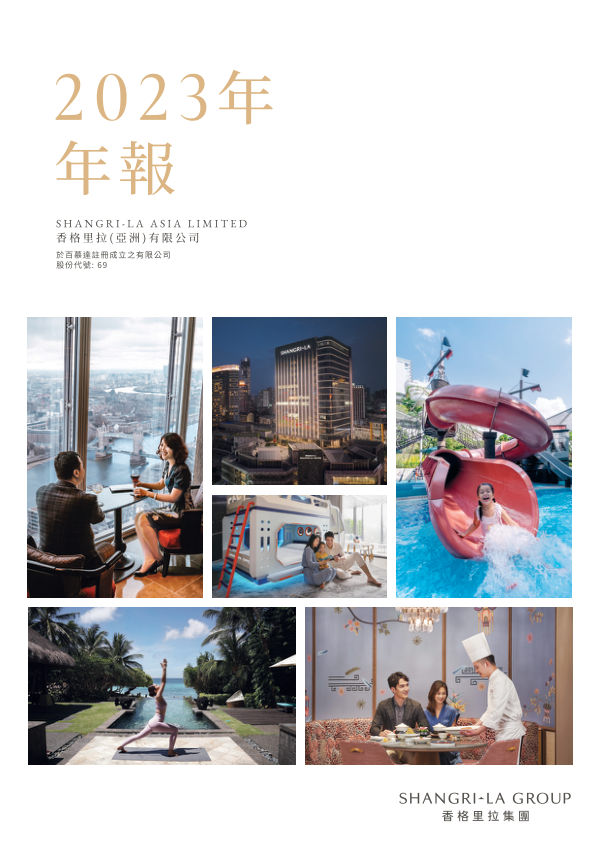 2023年
年報
SHANGRI-LA ASIA LIMITED
香格里拉(亞洲)有限公司
於百慕達註冊成立之有限公司
股份代號: 69
SHANGRI-LA
SHANGRI-LA GROUP
香格里拉集團